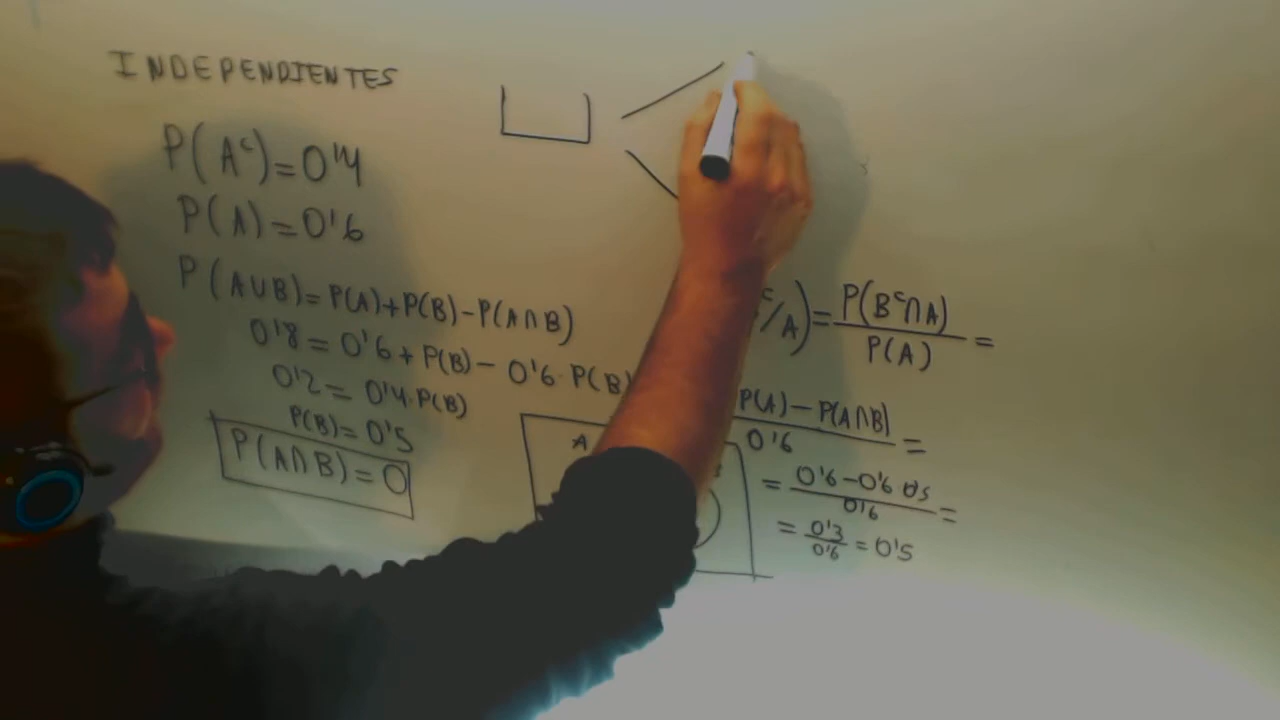 INDEPENDIENTES
P(Aᶜ)=0'4
P(A)=0'6
P(A∪B)=P(A)+P(B)-P(A∩B)
0'8=0'6+P(B)-0'6·P(B)
0'2=0'4·P(B)
P(B)=0'5
P(A∩B)=0
A
ᶜ/A)=P(Bᶜ∩A)/P(A)=
P(A)-P(A∩B)/0'6=
=0'6-0'6 0'5/0'6=
=0'3/0'6=0'5